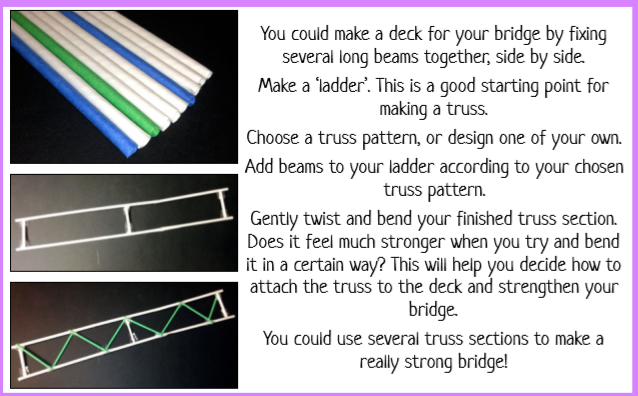 You could make a deck for your bridge by fixing
several long beams together, side by side.
Make a ‘ladder’. This is a good starting point for
making a truss.
Choose a truss pattern, or design one of your own.
Add beams to your ladder according to your chosen
truss pattern.
Gently twist and bend your finished truss section.
Does it feel much stronger when you try and bend
it in a certain way? This will help you decide how to
attach the truss to the deck and strengthen your
bridge.
You could use several truss sections to make a
really strong bridge!